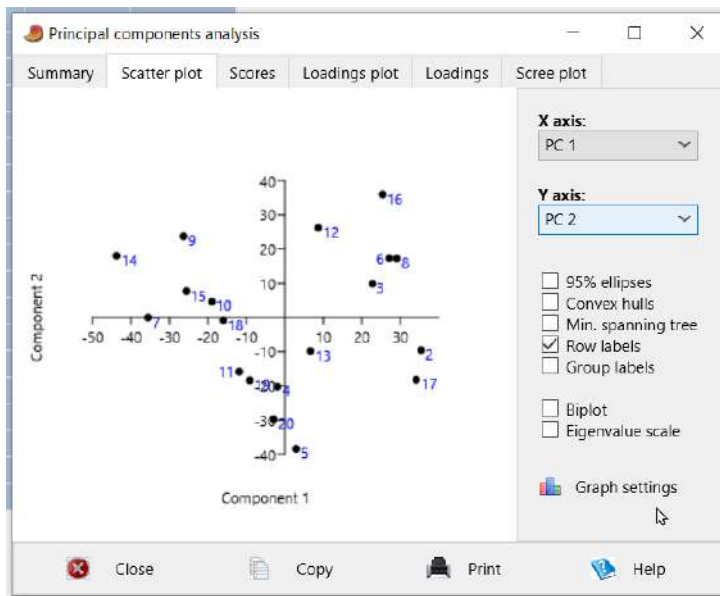 Principal components analysis
Summary Scatter plot Scores Loadings plot Loadings Scree plot
X axis:
PC 1
Y axis:
PC 2
95% ellipses
Convex hulls
Min. spanning tree
Row labels
Group labels
Biplot
Eigenvalue scale
Graph settings
Component 2
40
30
20
10
-10
-20
-30
-40
-50 -40 -30 -20 -10 10 20 30
16
12
9
14
6 8
3
15
10
7
18
13
2
11
4
17
20
5
Component 1
Close Copy Print Help